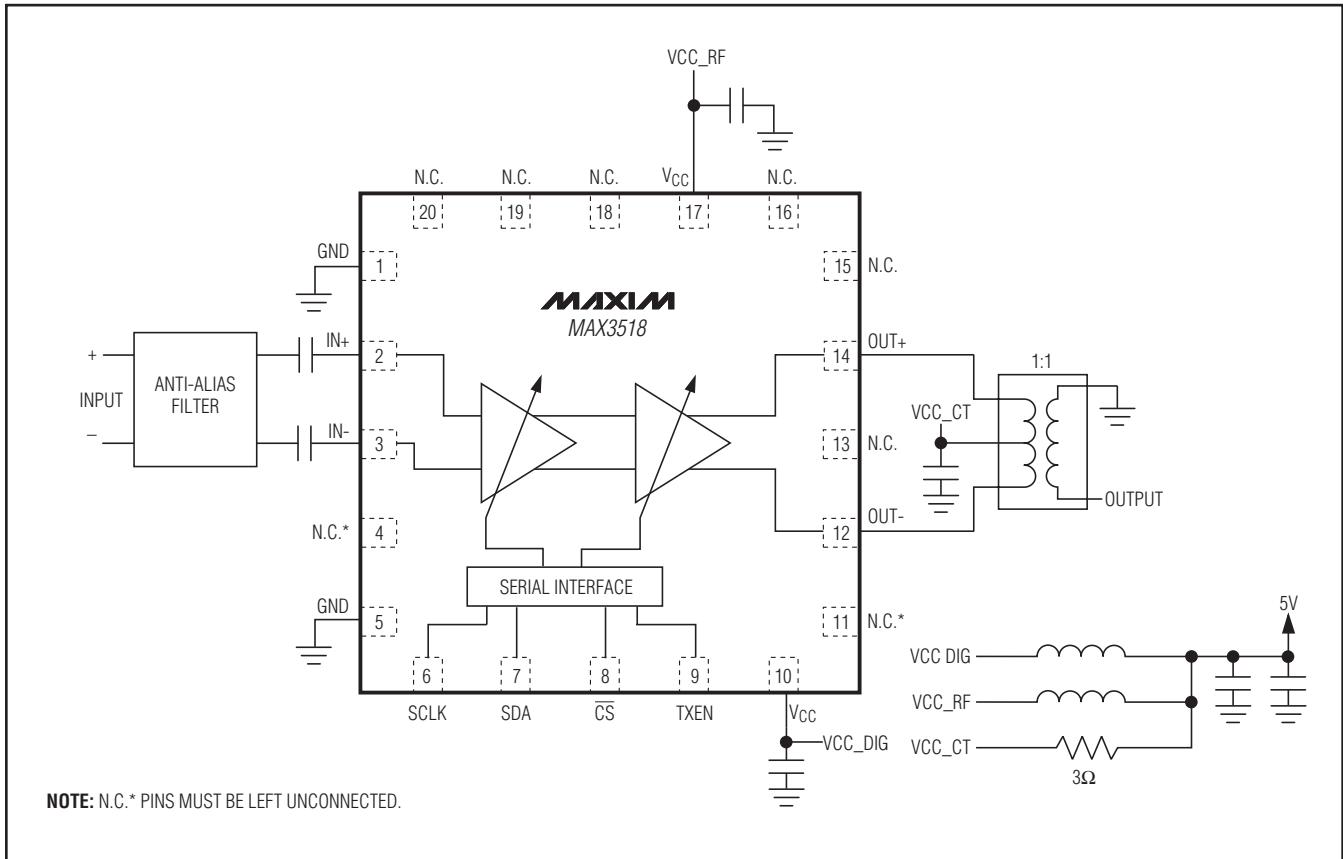 VCC_RF
N.C.
N.C.
N.C.
VCC
N.C.
20
19
18
17
16
GND
1
15
N.C.
MAXIM
MAX3518
IN+
2
14
OUT+
1:1
+
INPUT
−
ANTI-ALIAS
FILTER
VCC_CT
IN-
3
13
N.C.
OUT-
12
OUTPUT
N.C.*
4
SERIAL INTERFACE
GND
5
11
N.C.*
5V
VCC DIG
6
7
8
9
10
VCC_RF
SCLK
SDA
CS
TXEN
VCC
VCC_DIG
VCC_CT
3Ω
NOTE: N.C.* PINS MUST BE LEFT UNCONNECTED.